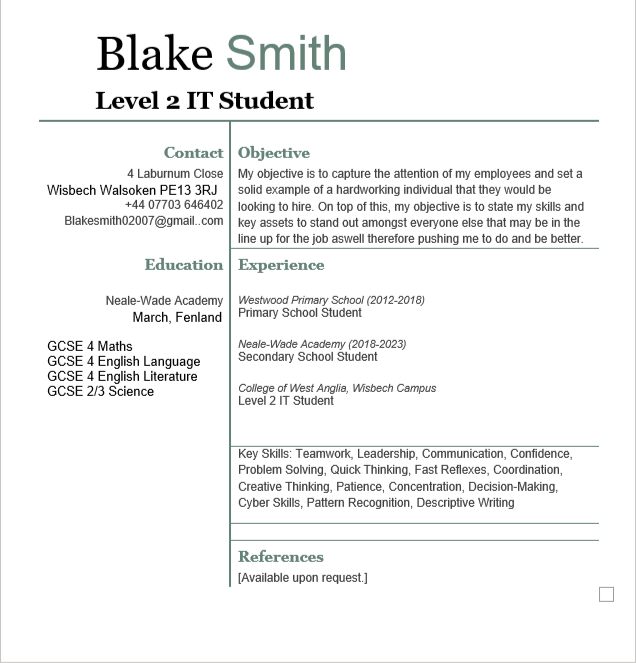 Blake Smith
Level 2 IT Student
Contact
4 Laburnum Close
Wisbech Walsoken PE13 3RJ
+44 07703 646402
Blakesmith02007@gmail..com
Objective
My objective is to capture the attention of my employees and set a
solid example of a hardworking individual that they would be
looking to hire. On top of this, my objective is to state my skills and
key assets to stand out amongst everyone else that may be in the
line up for the job aswell therefore pushing me to do and be better.
Education
Neale-Wade Academy
March, Fenland
GCSE 4 Maths
GCSE 4 English Language
GCSE 4 English Literature
GCSE 2/3 Science
Experience
Westwood Primary School (2012-2018)
Primary School Student
Neale-Wade Academy (2018-2023)
Secondary School Student
College of West Anglia, Wisbech Campus
Level 2 IT Student
Key Skills: Teamwork, Leadership, Communication, Confidence,
Problem Solving, Quick Thinking, Fast Reflexes, Coordination,
Creative Thinking, Patience, Concentration, Decision-Making,
Cyber Skills, Pattern Recognition, Descriptive Writing
References
[Available upon request.]